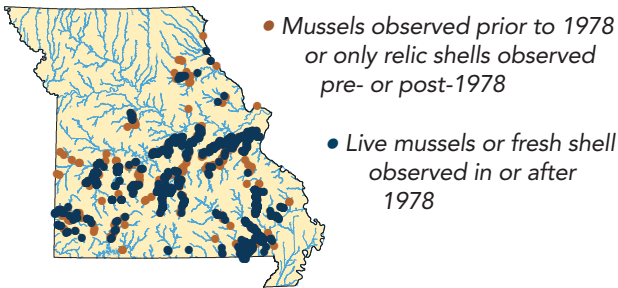 • Mussels observed prior to 1978
or only relic shells observed
pre- or post-1978
• Live mussels or fresh shell
observed in or after
1978